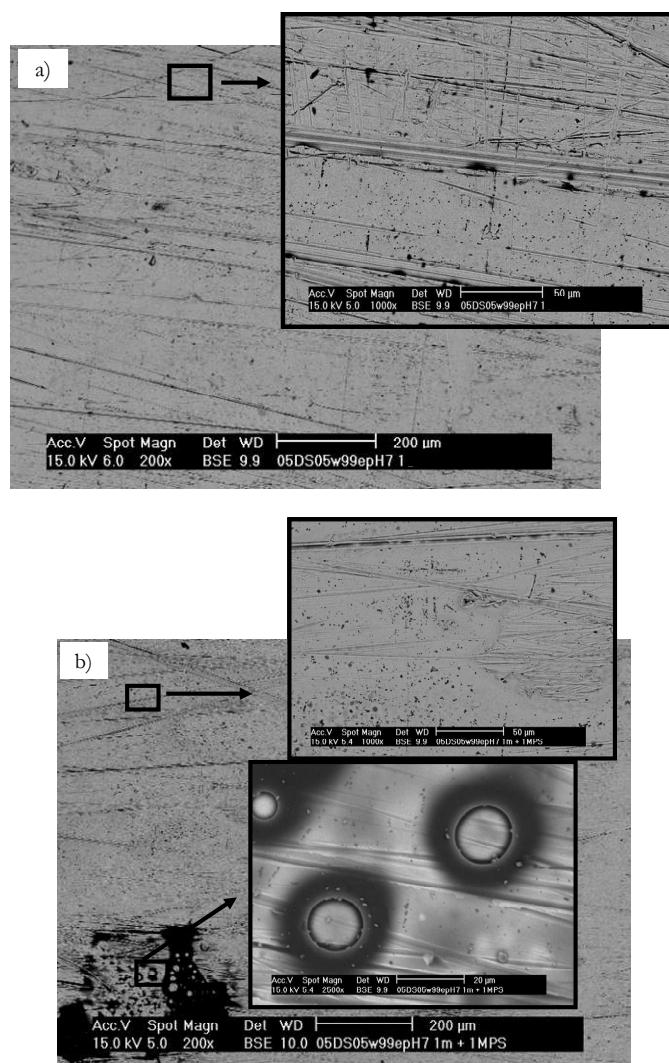 a)
Acc.V Spot Magn Det WD 50 µm
15.0 kV 5.0 1000x BSE 9.9 05DS05w99epH7 1
Acc.V Spot Magn Det WD 200 µm
15.0 kV 6.0 200x BSE 9.9 05DS05w99epH7 1
b)
Acc.V Spot Magn Det WD 50 µm
15.0 kV 5.4 1000x BSE 9.9 05DS05w99epH7 1m + 1MPS
Acc.V Spot Magn Det WD 20 µm
15.0 kV 5.4 2500x BSE 9.9 05DS05w99epH7 1m + 1MPS
Acc.V Spot Magn Det WD 200 µm
15.0 kV 5.0 200x BSE 10.0 05DS05w99epH7 1m + 1MPS